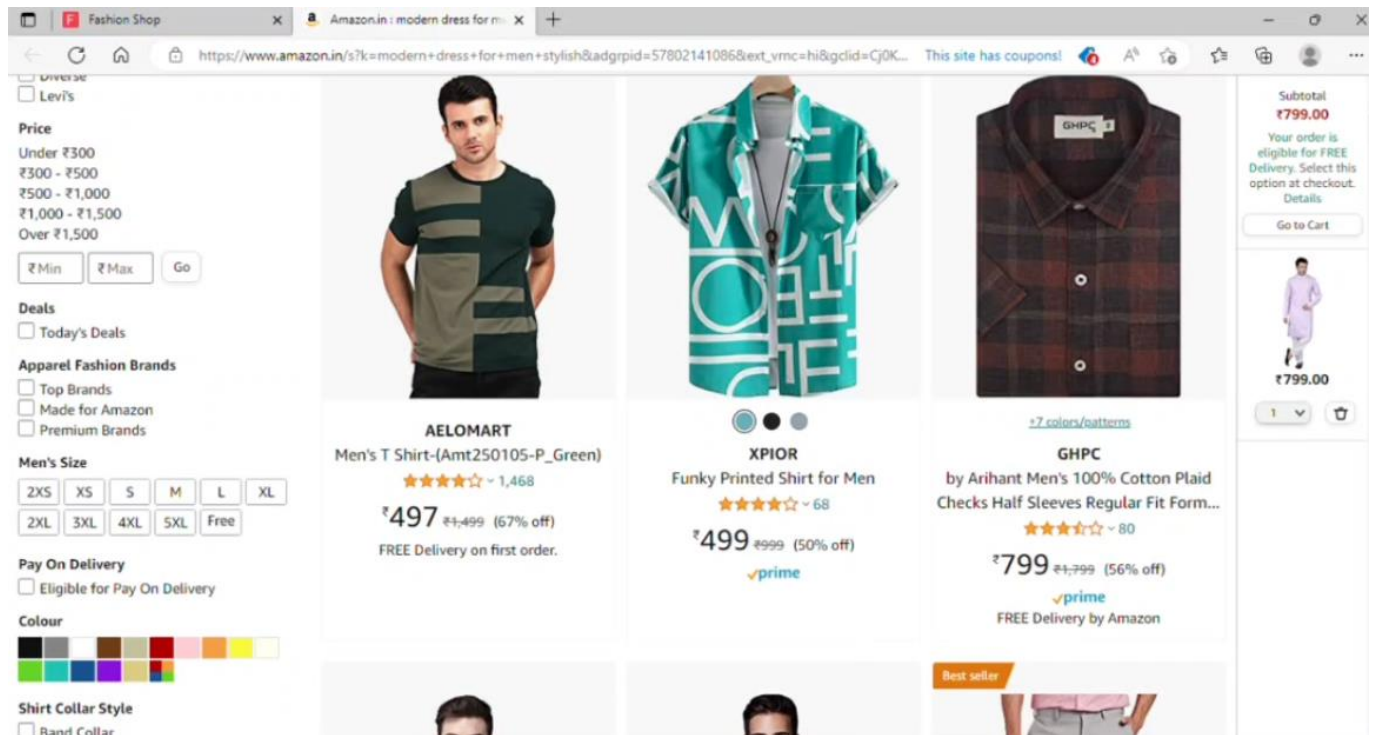 Fashion Shop
Amazon.in : modern dress for m
https://www.amazon.in/s?k=modern+dress+for+men+stylish&adgrpid=57802141086&ext_vrnc=hi&gclid=Cj0K...
This site has coupons!
Diverse
Levi's
Price
Under ₹300
₹300 - ₹500
₹500 - ₹1,000
₹1,000 - ₹1,500
Over ₹1,500
₹ Min
₹ Max
Go
Deals
Today's Deals
Apparel Fashion Brands
Top Brands
Made for Amazon
Premium Brands
Men's Size
2XS XS S M L XL
2XL 3XL 4XL 5XL Free
Pay On Delivery
Eligible for Pay On Delivery
Colour
Shirt Collar Style
Band Collar
AELOMART
Men's T Shirt-(Amt250105-P_Green)
1,468
₹497 ₹1,499 (67% off)
FREE Delivery on first order.
XPIOR
Funky Printed Shirt for Men
68
₹499 ₹999 (50% off)
prime
GHPC
+7 colors/patterns
GHPC
by Arihant Men's 100% Cotton Plaid
Checks Half Sleeves Regular Fit Form...
80
₹799 ₹1,799 (56% off)
prime
FREE Delivery by Amazon
Best seller
Subtotal
₹799.00
Your order is
eligible for FREE
Delivery. Select this
option at checkout.
Details
Go to Cart
₹799.00
1